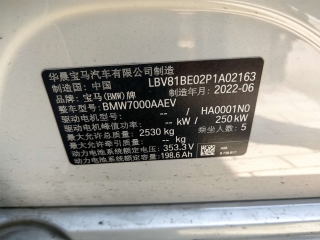 华晨宝马汽车有限公司制造
制造国：中国 LBV81BE02P1A02163
品牌：宝马(BMW)牌 制造年月：2022-06
整车型号：BMW7000AAEV
驱动电机型号：-- / HA0001N0
驱动电机峰值功率：-- kW / 250 kW
最大允许总质量：2530 kg 乘坐人数：5
最大允许牵引质量：-- kg
动力电池系统额定电压：353.3 V
动力电池系统额定容量：198.6 Ah